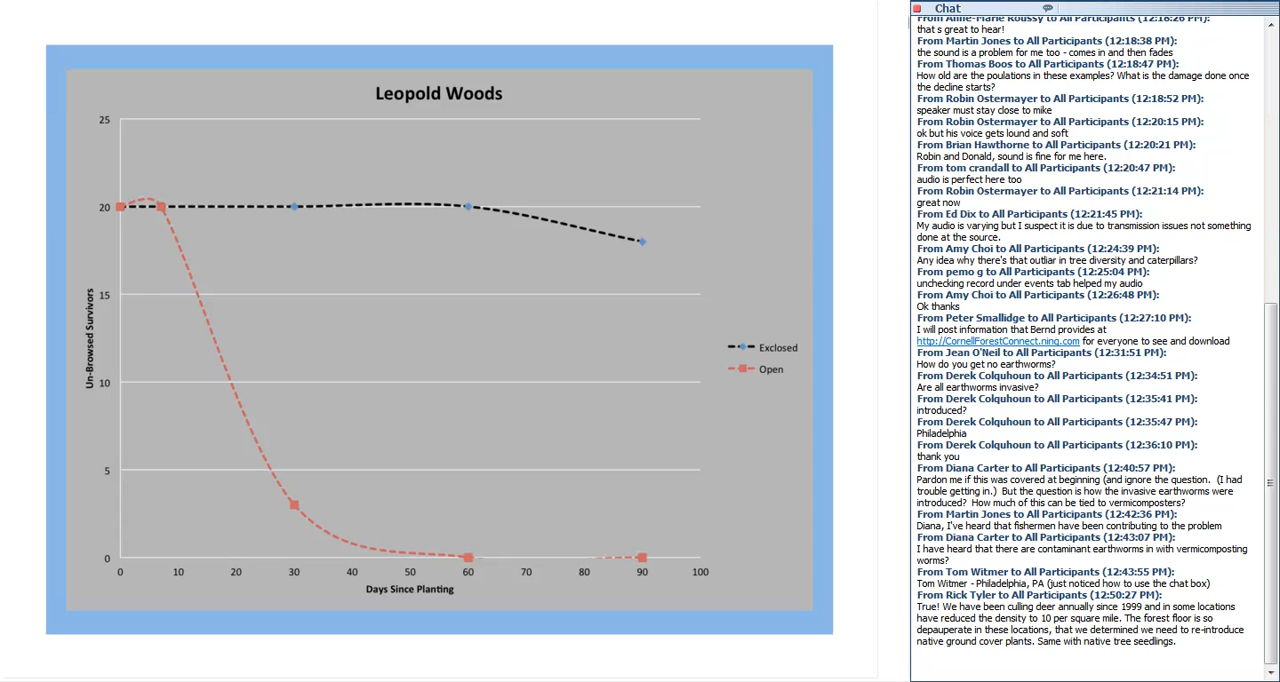 Leopold Woods
25
20
15
10
5
0
Un-Browsed Survivors
0 10 20 30 40 50 60 70 80 90 100
Days Since Planting
Exclosed
Open
Chat
From Anne-Marie Roussy to All Participants (12:18:26 PM):
that s great to hear!
From Martin Jones to All Participants (12:18:38 PM):
the sound is a problem for me too - comes in and then fades
From Thomas Boos to All Participants (12:18:47 PM):
How old are the poulations in these examples? What is the damage done once
the decline starts?
From Robin Ostermayer to All Participants (12:18:52 PM):
speaker must stay close to mike
From Robin Ostermayer to All Participants (12:20:15 PM):
ok but his voice gets lound and soft
From Brian Hawthorne to All Participants (12:20:21 PM):
Robin and Donald, sound is fine for me here.
From tom crandall to All Participants (12:20:47 PM):
audio is perfect here too
From Robin Ostermayer to All Participants (12:21:14 PM):
great now
From Ed Dix to All Participants (12:21:45 PM):
My audio is varying but I suspect it is due to transmission issues not something
done at the source.
From Amy Choi to All Participants (12:24:39 PM):
Any idea why there's that outliar in tree diversity and caterpillars?
From pemo g to All Participants (12:25:04 PM):
unchecking record under events tab helped my audio
From Amy Choi to All Participants (12:26:48 PM):
Ok thanks
From Peter Smallidge to All Participants (12:27:10 PM):
I will post information that Bernd provides at
http://CornellForestConnect.ning.com for everyone to see and download
From Jean O'Neil to All Participants (12:31:51 PM):
How do you get no earthworms?
From Derek Colquhoun to All Participants (12:34:51 PM):
Are all earthworms invasive?
From Derek Colquhoun to All Participants (12:35:41 PM):
introduced?
From Derek Colquhoun to All Participants (12:35:47 PM):
Philadelphia
From Derek Colquhoun to All Participants (12:36:10 PM):
thank you
From Diana Carter to All Participants (12:40:57 PM):
Pardon me if this was covered at beginning (and ignore the question.  (I had
trouble getting in.)  But the question is how the invasive earthworms were
introduced?  How much of this can be tied to vermicomposters?
From Martin Jones to All Participants (12:42:36 PM):
Diana, I've heard that fishermen have been contributing to the problem
From Diana Carter to All Participants (12:43:07 PM):
I have heard that there are contaminant earthworms in with vermicomposting
worms?
From Tom Witmer to All Participants (12:43:55 PM):
Tom Witmer - Philadelphia, PA (just noticed how to use the chat box)
From Rick Tyler to All Participants (12:50:27 PM):
True! We have been culling deer annually since 1999 and in some locations
have reduced the density to 10 per square mile. The forest floor is so
depauperate in these locations, that we determined we need to re-introduce
native ground cover plants. Same with native tree seedlings.